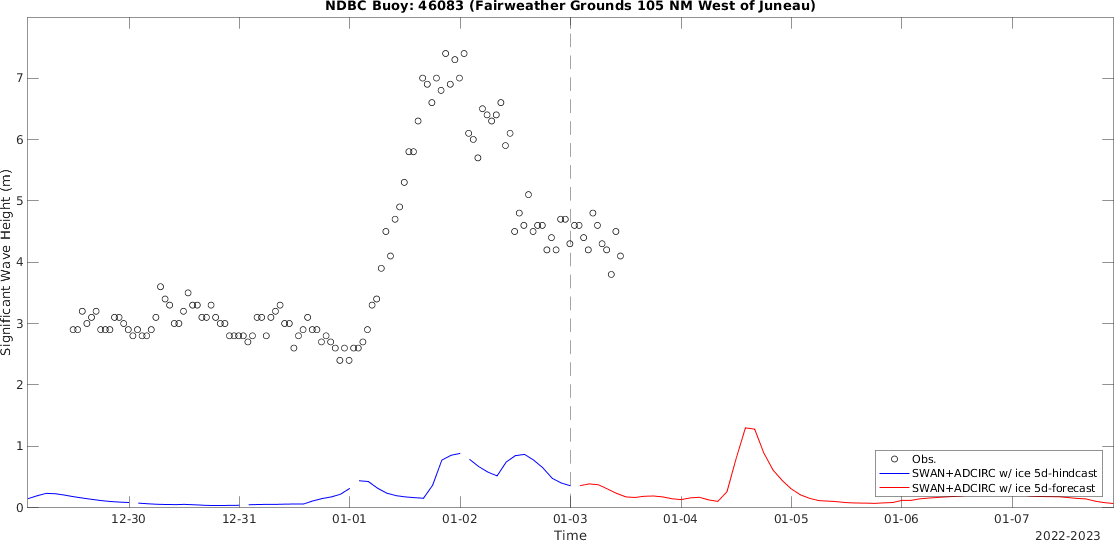 NDBC Buoy: 46083 (Fairweather Grounds 105 NM West of Juneau)
7
6
5
4
3
2
1
0
Significant Wave Height (m)
Obs.
SWAN+ADCIRC w/ ice 5d-hindcast
SWAN+ADCIRC w/ ice 5d-forecast
12-30 12-31 01-01 01-02 01-03 01-04 01-05 01-06 01-07
Time
2022-2023